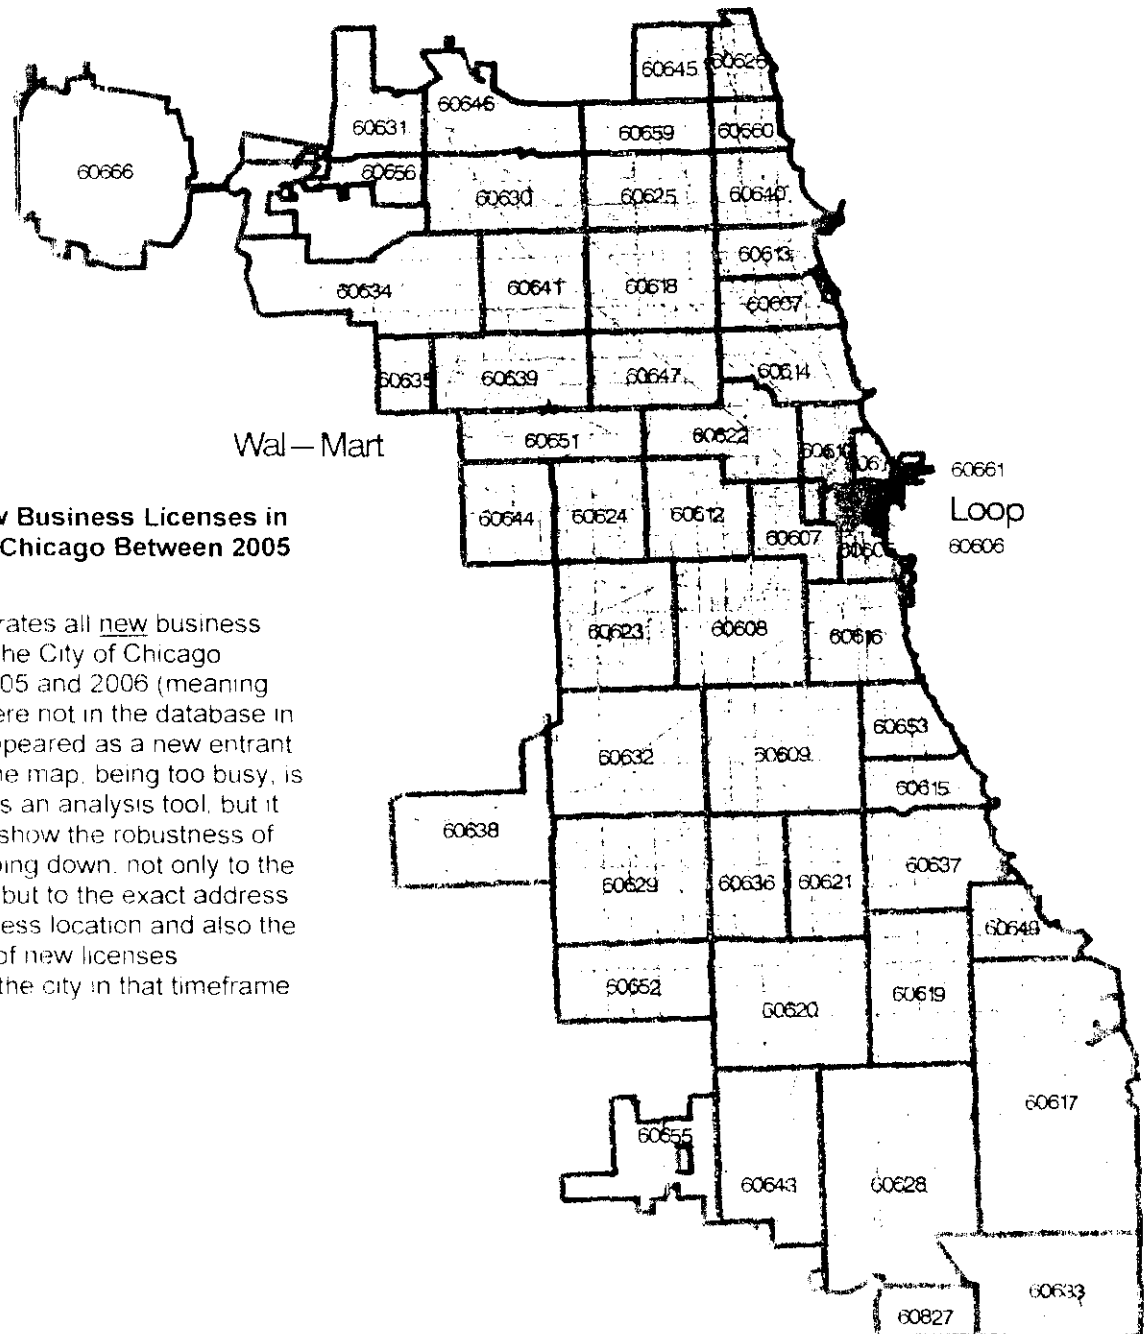 60645 60626
60646
60631 60659 60660
60666 60656
60630 60625 60640
60613
60634 60641 60618
60657
60614
60635 60639 60647
Wal–Mart 60651 60622
60610
60661
60644 60624 60612 Loop
60607
60606
Business Licenses in
Chicago Between 2005
all new business
the City of Chicago
05 and 2006 (meaning
ere not in the database in
ppeared as a new entrant
map, being too busy, is
s an analysis tool, but it
show the robustness of
ping down, not only to the
but to the exact address
ess location and also the
of new licenses
the city in that timeframe
60623 60608 60616
60653
60632 60609
60615
60638
60637
60629 60636 60621
60649
60652 60619
60620
60617
60655
60643 60628
60633
60827